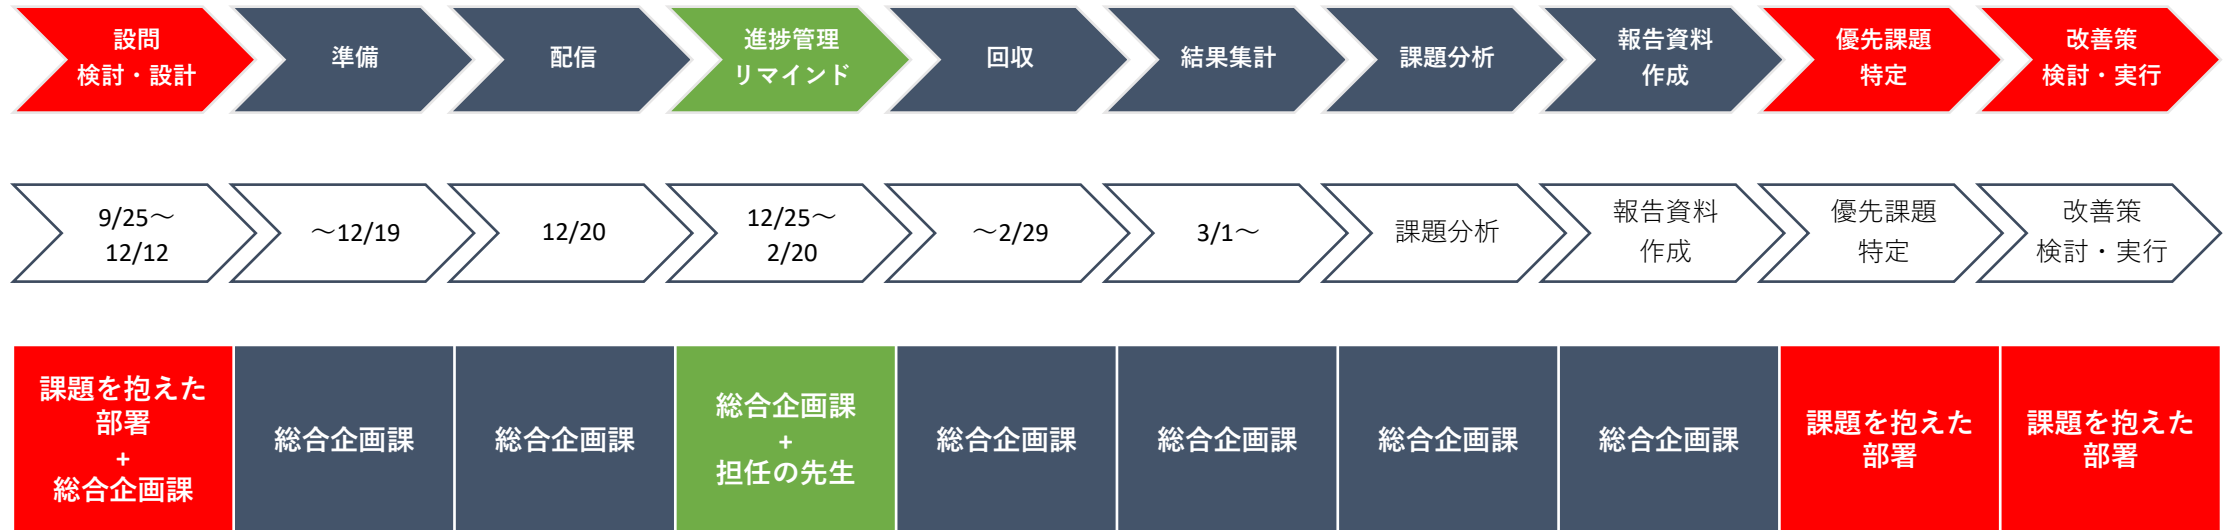 設問
検討・設計
準備
配信
進捗管理
リマインド
回収
結果集計
課題分析
報告資料
作成
優先課題
特定
改善策
検討・実行
9/25～
12/12
～12/19
12/20
12/25～
2/20
～2/29
3/1～
課題分析
報告資料
作成
優先課題
特定
改善策
検討・実行
課題を抱えた
部署
+
総合企画課
総合企画課
総合企画課
総合企画課
+
担任の先生
総合企画課
総合企画課
総合企画課
総合企画課
課題を抱えた
部署
課題を抱えた
部署